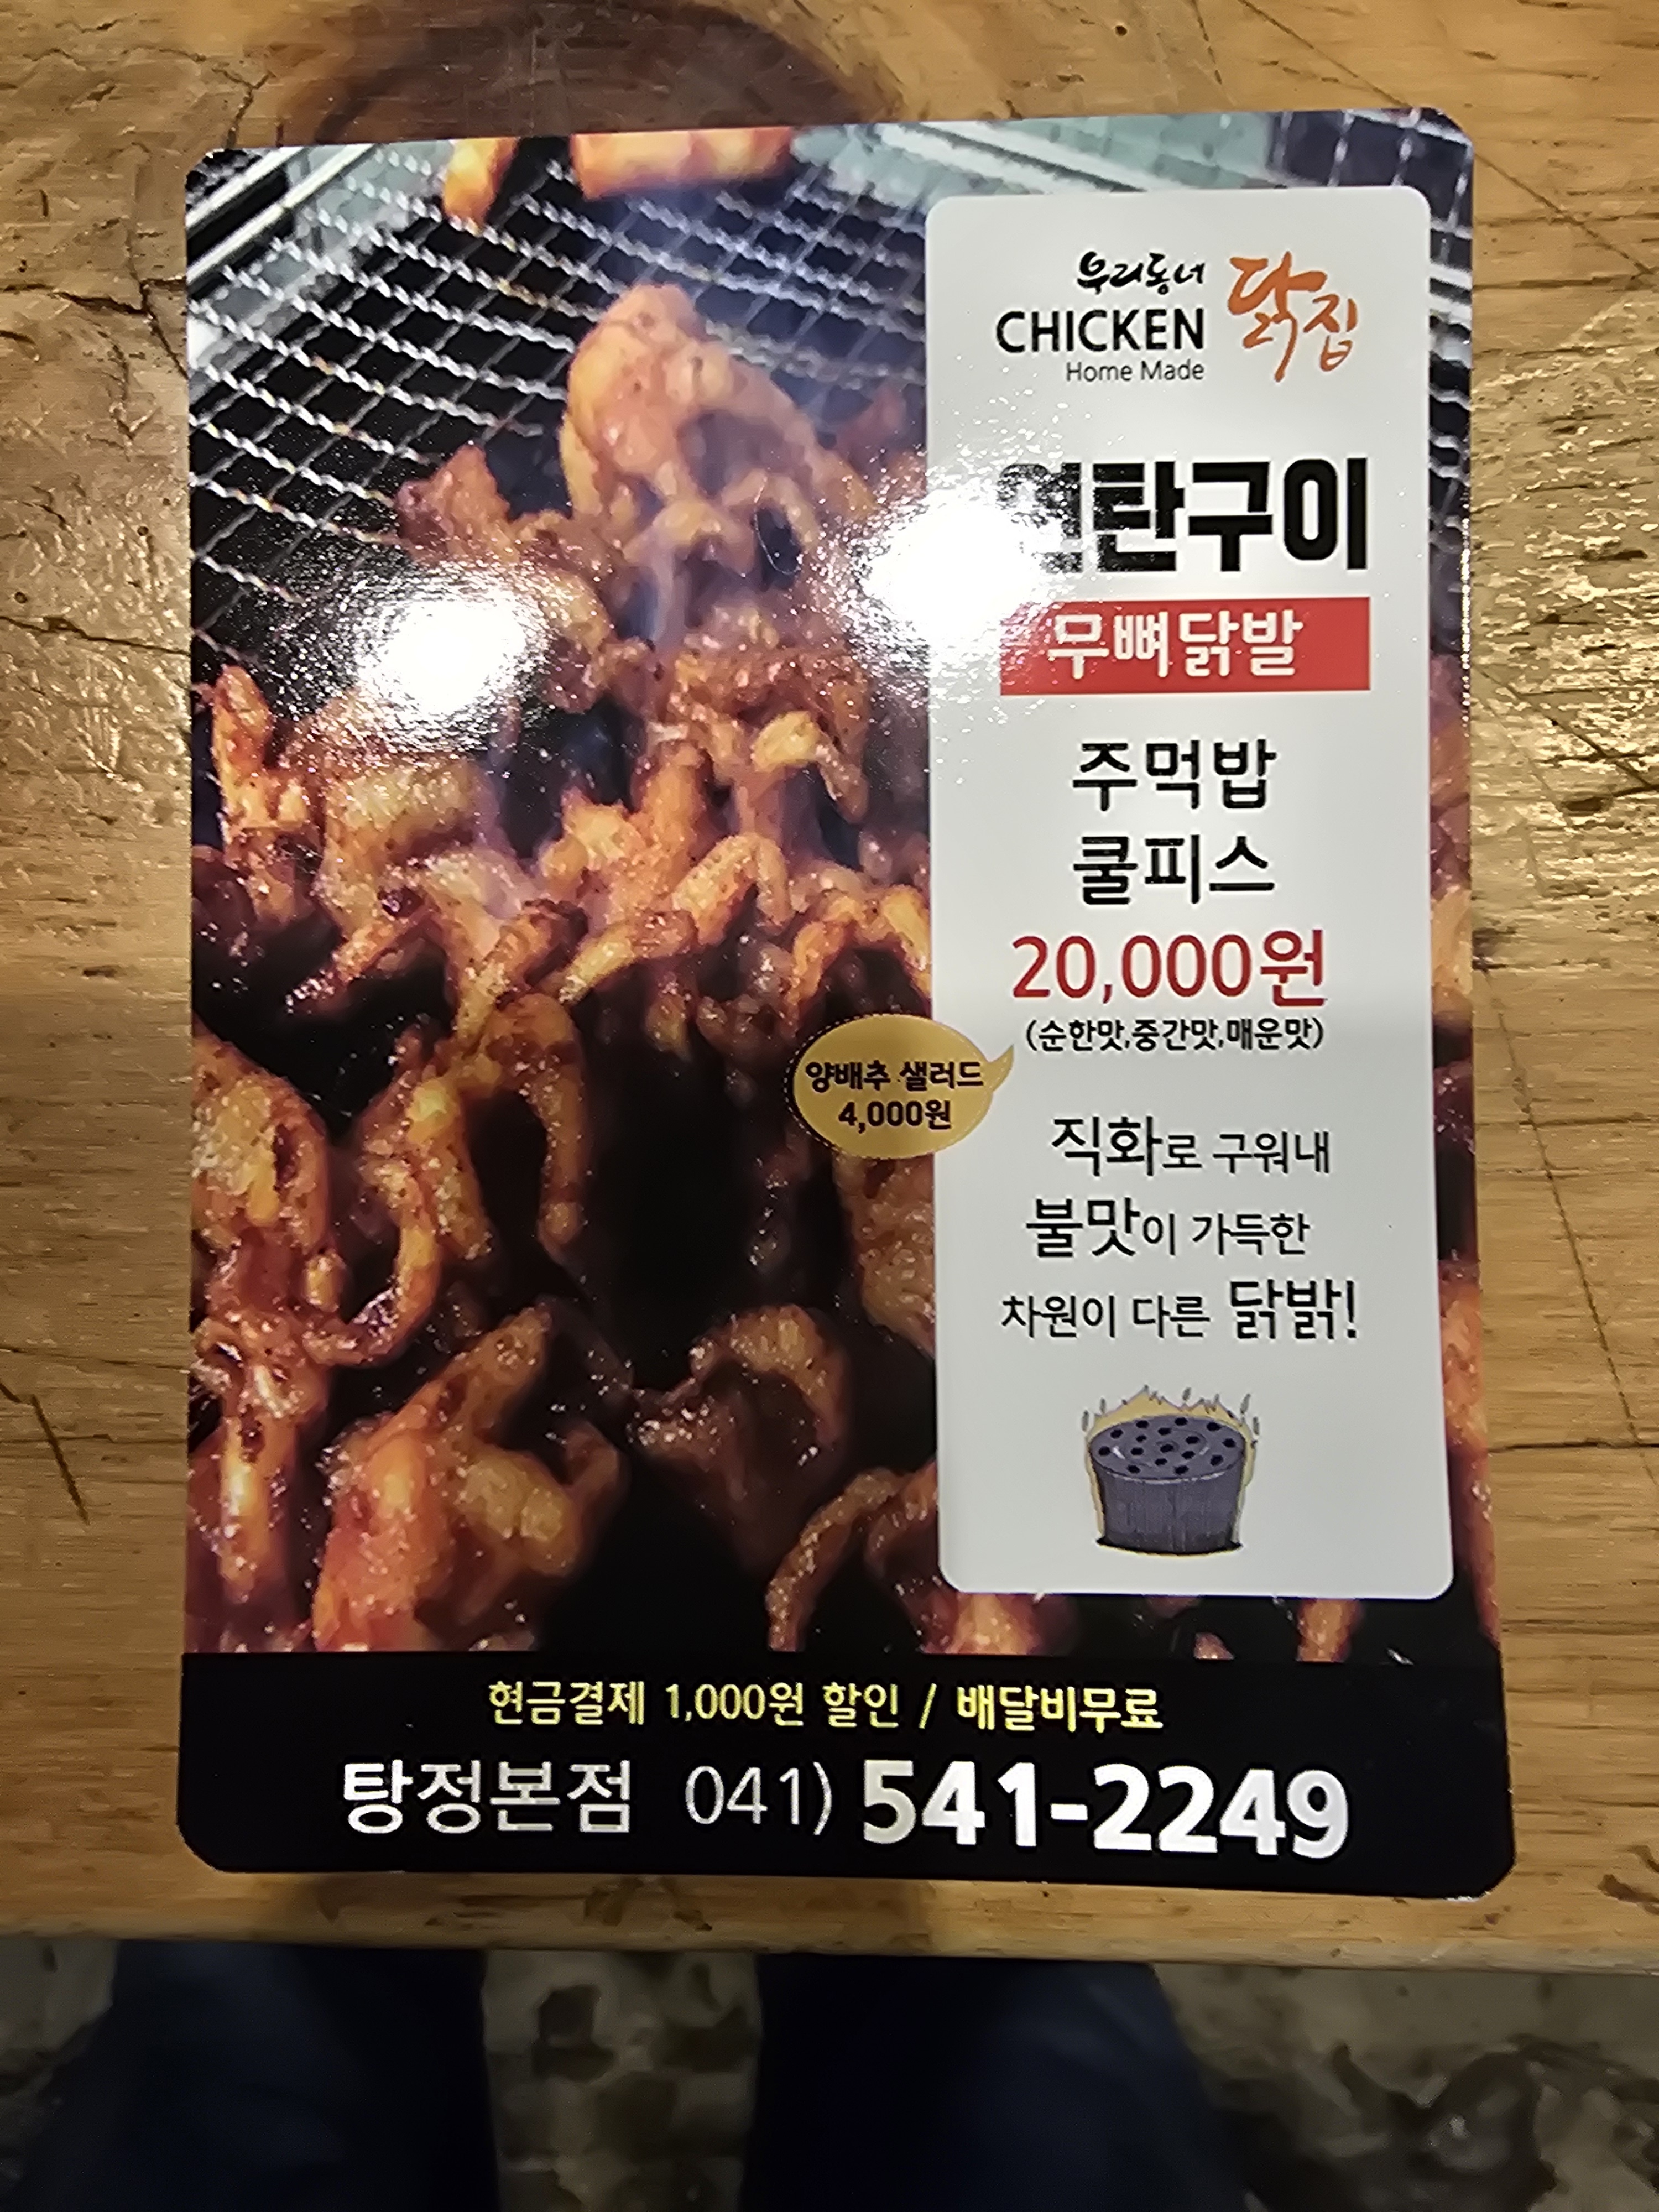 우리동네
CHICKEN
Home Made
닭집
연탄구이
무뼈닭발
주먹밥
쿨피스
20,000원
(순한맛,중간맛,매운맛)
양배추 샐러드
4,000원
직화로 구워내
불맛이 가득한
차원이 다른 닭밝!
현금결제 1,000원 할인 / 배달비무료
탕정본점 041) 541-2249